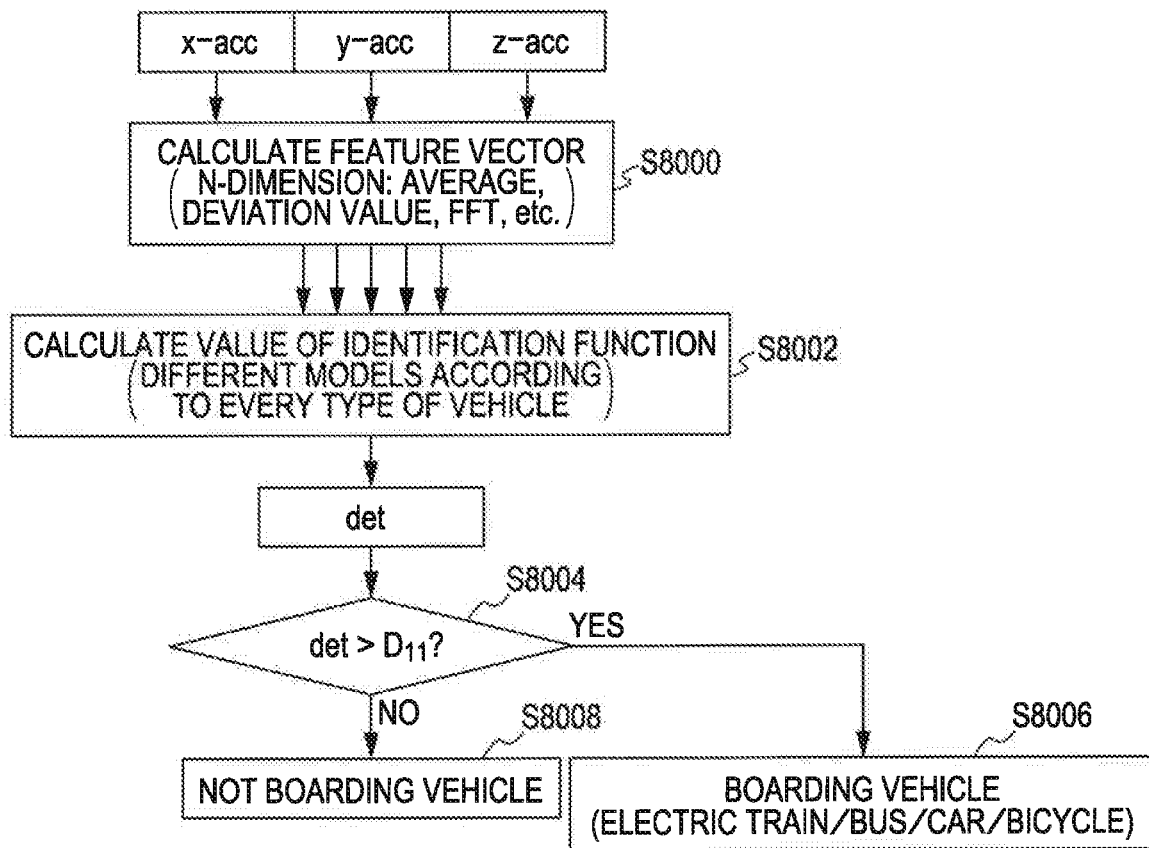 x-acc y-acc z-acc
CALCULATE FEATURE VECTOR
(N-DIMENSION: AVERAGE,
DEVIATION VALUE, FFT, etc.)
S8000
CALCULATE VALUE OF IDENTIFICATION FUNCTION
(DIFFERENT MODELS ACCORDING
TO EVERY TYPE OF VEHICLE)
S8002
det
S8004
det > D11?
YES
NO
S8008
S8006
NOT BOARDING VEHICLE
BOARDING VEHICLE
(ELECTRIC TRAIN/BUS/CAR/BICYCLE)